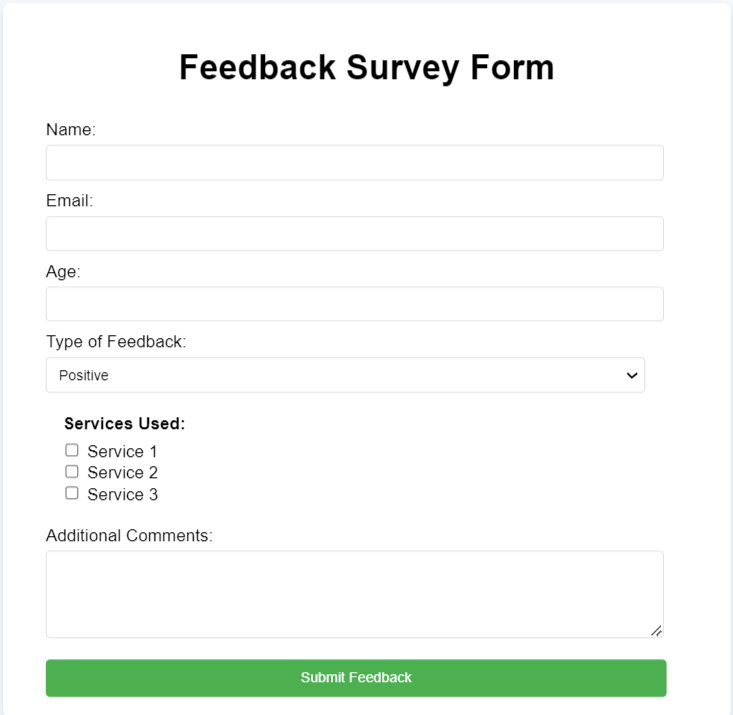 Feedback Survey Form
Name:
Email:
Age:
Type of Feedback:
Positive
Services Used:
Service 1
Service 2
Service 3
Additional Comments:
Submit Feedback